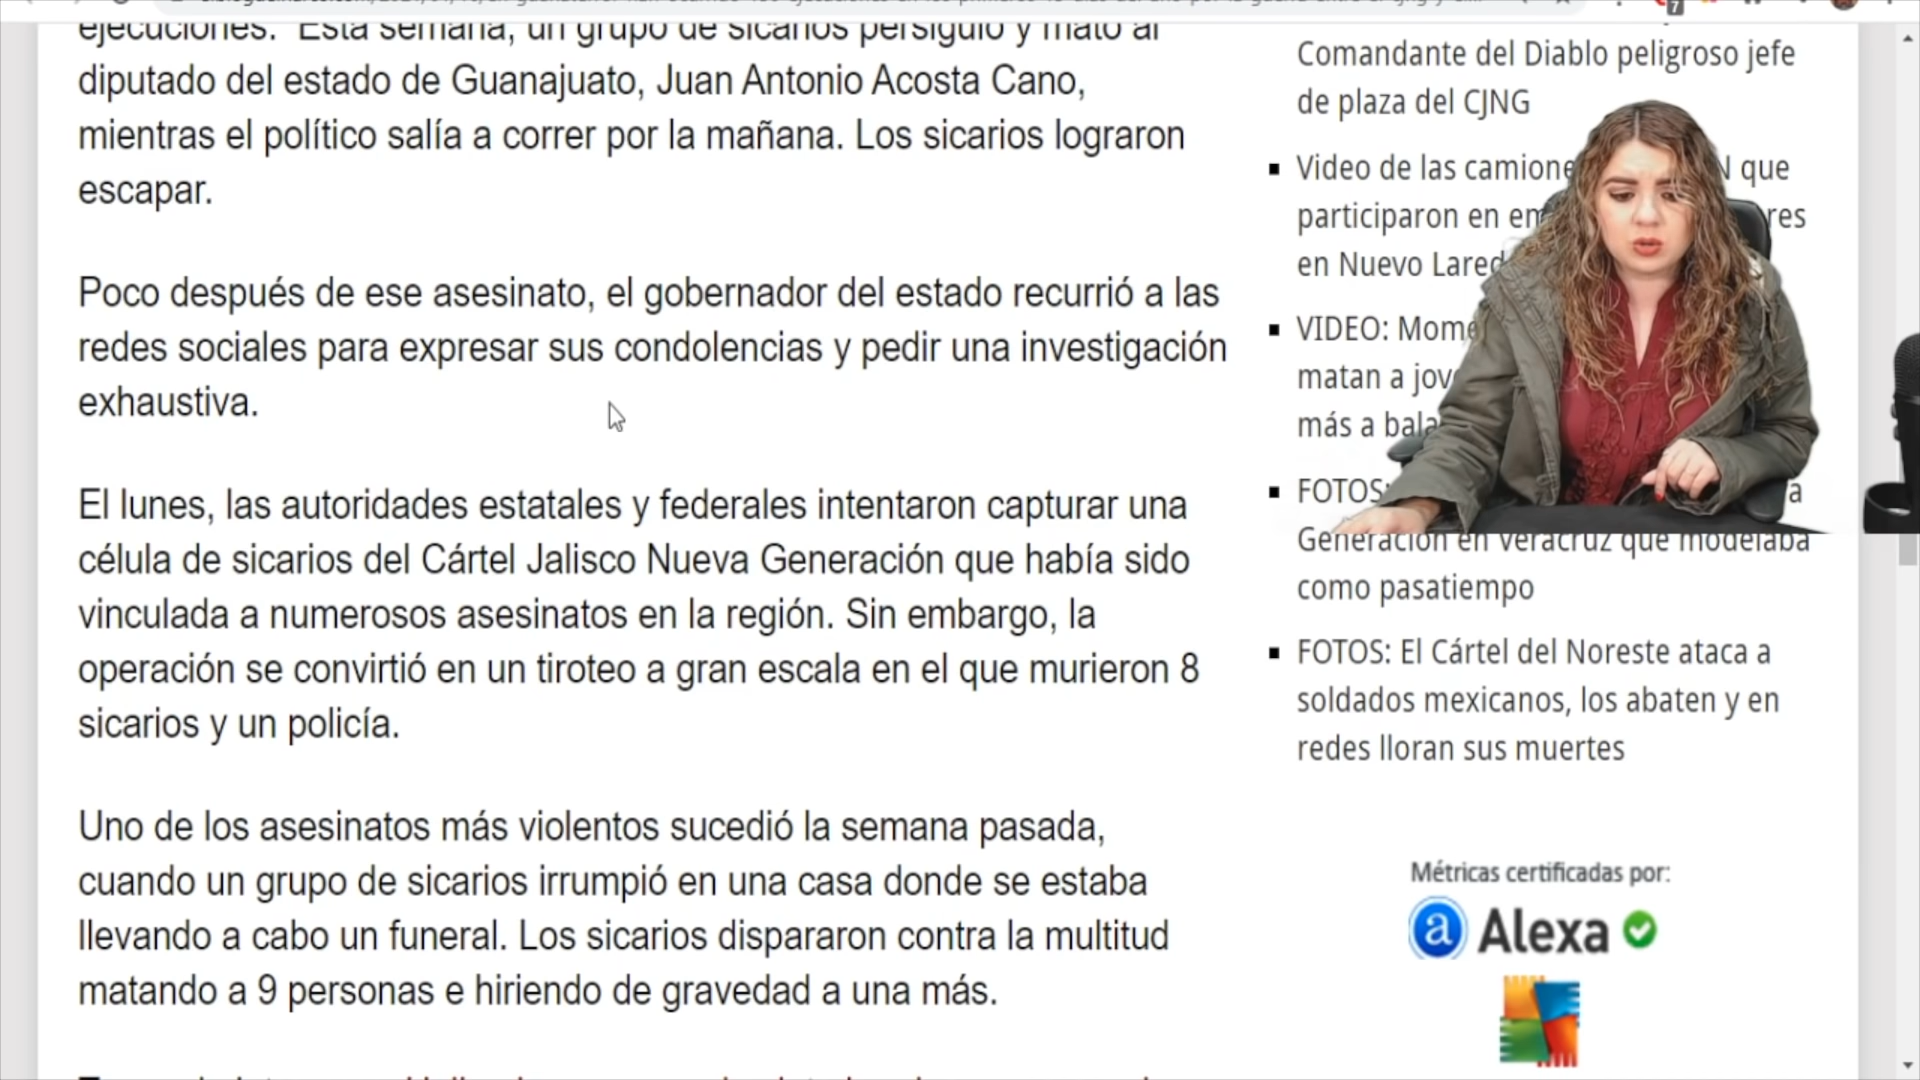 ejecuciones. Esta semana, un grupo de sicarios persiguió y mató al
diputado del estado de Guanajuato, Juan Antonio Acosta Cano,
mientras el político salía a correr por la mañana. Los sicarios lograron
escapar.
Poco después de ese asesinato, el gobernador del estado recurrió a las
redes sociales para expresar sus condolencias y pedir una investigación
exhaustiva.
El lunes, las autoridades estatales y federales intentaron capturar una
célula de sicarios del Cártel Jalisco Nueva Generación que había sido
vinculada a numerosos asesinatos en la región. Sin embargo, la
operación se convirtió en un tiroteo a gran escala en el que murieron 8
sicarios y un policía.
Uno de los asesinatos más violentos sucedió la semana pasada,
cuando un grupo de sicarios irrumpió en una casa donde se estaba
llevando a cabo un funeral. Los sicarios dispararon contra la multitud
matando a 9 personas e hiriendo de gravedad a una más.
Comandante del Diablo peligroso jefe
de plaza del CJNG
Video de las que
participaron en
en Nuevo
VIDEO:
matan a
más a
FOTOS: a
Generación en Veracruz que modelaba
como pasatiempo
FOTOS: El Cártel del Noreste ataca a
soldados mexicanos, los abaten y en
redes lloran sus muertes
Métricas certificadas por:
a Alexa
7